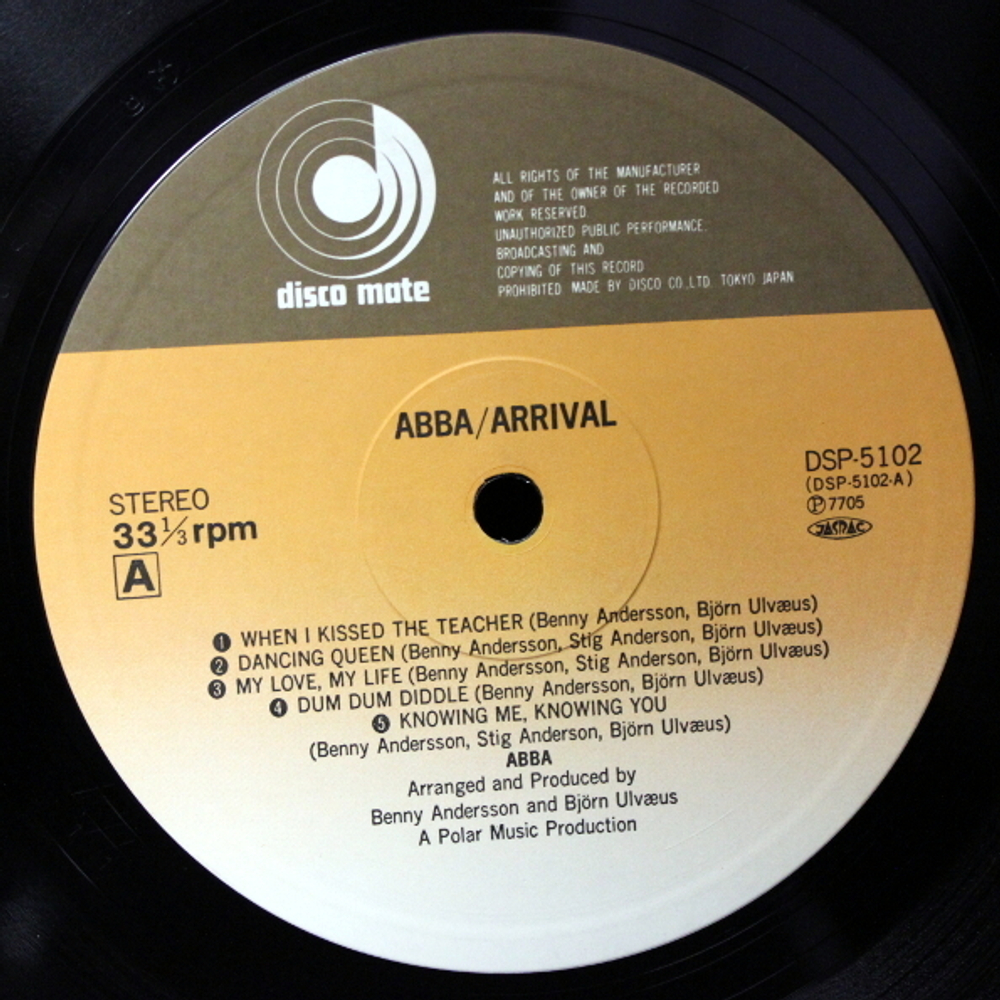 disco mate
ALL RIGHTS OF THE MANUFACTURER
AND OF THE OWNER OF THE RECORDED
WORK RESERVED.
UNAUTHORIZED PUBLIC PERFORMANCE.
BROADCASTING AND
COPYING OF THIS RECORD
PROHIBITED MADE BY DISCO CO.,LTD. TOKYO JAPAN
ABBA/ARRIVAL
STEREO
33 1/3 rpm
A
DSP-5102
(DSP-5102-A)
Ⓟ7705
JASRAC
❶ WHEN I KISSED THE TEACHER (Benny Andersson, Björn Ulvæus)
❷ DANCING QUEEN (Benny Andersson, Stig Anderson, Björn Ulvæus)
❸ MY LOVE, MY LIFE (Benny Andersson, Stig Anderson, Björn Ulvæus)
❹ DUM DUM DIDDLE (Benny Andersson, Björn Ulvæus)
❺ KNOWING ME, KNOWING YOU
(Benny Andersson, Stig Anderson, Björn Ulvæus)
ABBA
Arranged and Produced by
Benny Andersson and Björn Ulvæus
A Polar Music Production